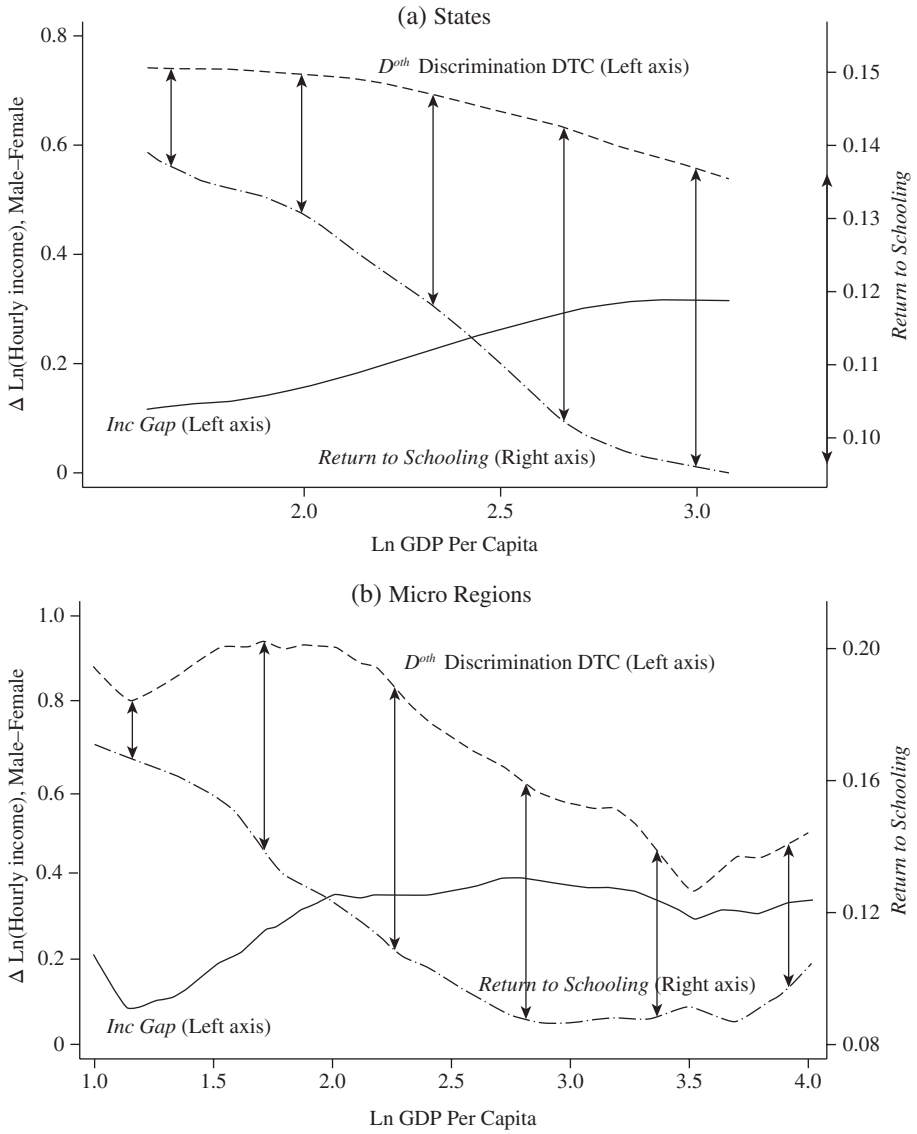 (a) States
D^oth Discrimination DTC (Left axis)
Inc Gap (Left axis)
Return to Schooling (Right axis)
Δ Ln(Hourly income), Male–Female
0.8
0.6
0.4
0.2
0
Return to Schooling
0.15
0.14
0.13
0.12
0.11
0.10
2.0 2.5 3.0
Ln GDP Per Capita
(b) Micro Regions
D^oth Discrimination DTC (Left axis)
Return to Schooling (Right axis)
Inc Gap (Left axis)
Δ Ln(Hourly income), Male–Female
1.0
0.8
0.6
0.4
0.2
0
Return to Schooling
0.20
0.16
0.12
0.08
1.0 1.5 2.0 2.5 3.0 3.5 4.0
Ln GDP Per Capita